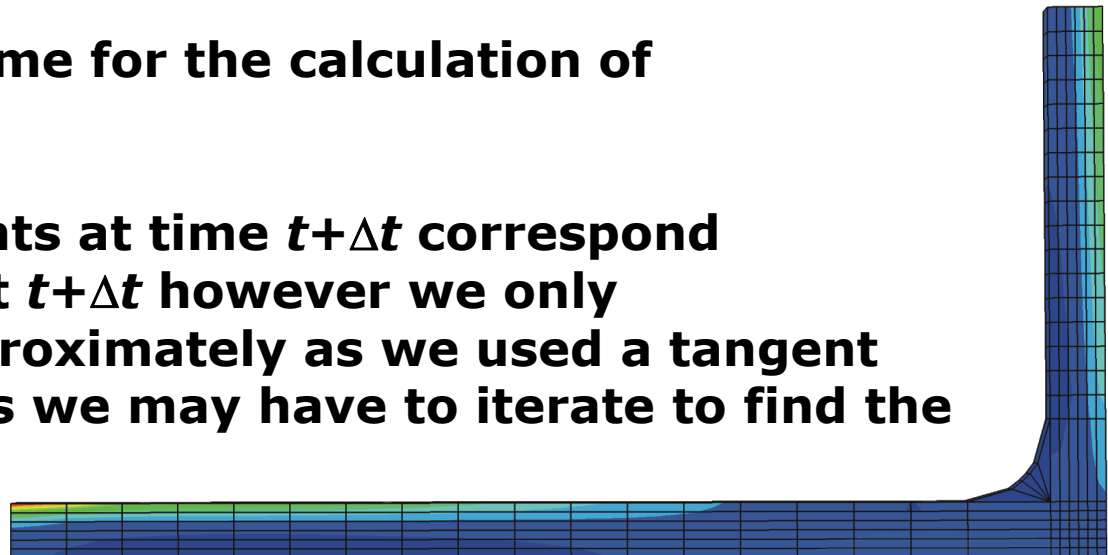 me for the calculation of
nts at time t+Δt correspond
t t+Δt however we only
roximately as we used a tangent
s we may have to iterate to find the